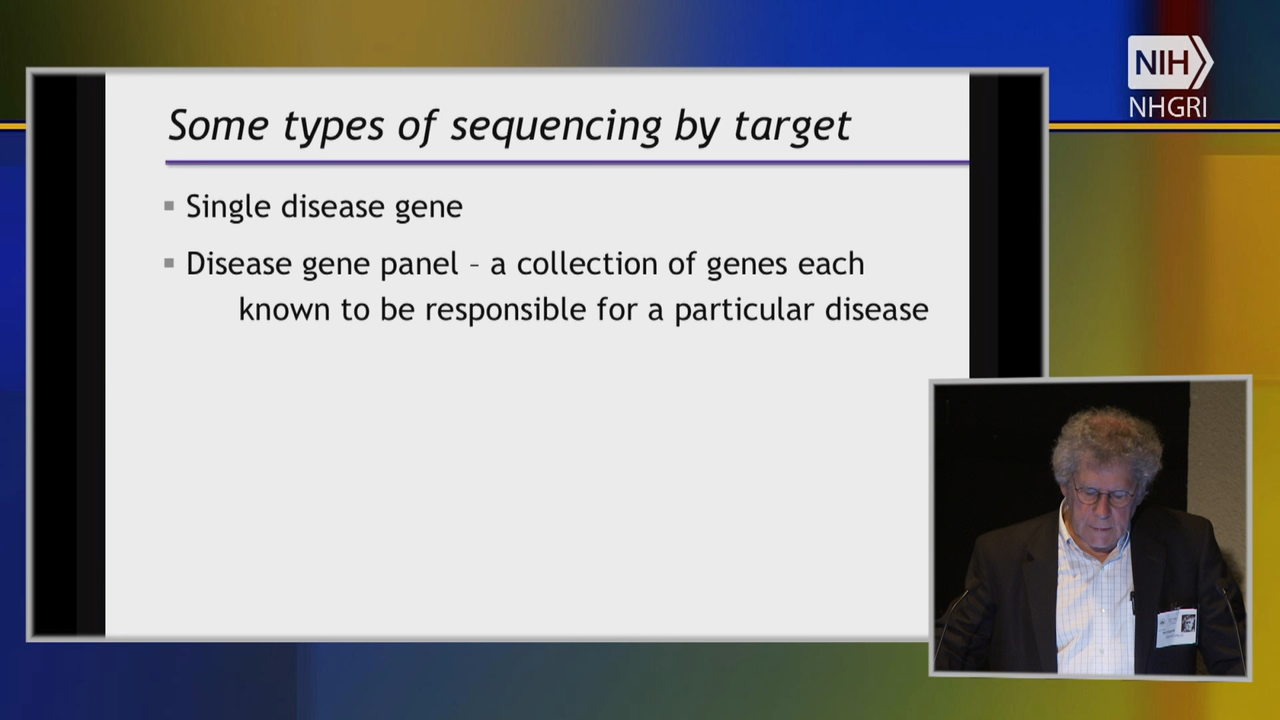 NIH
NHGRI
Some types of sequencing by target
▪ Single disease gene
▪ Disease gene panel – a collection of genes each
known to be responsible for a particular disease